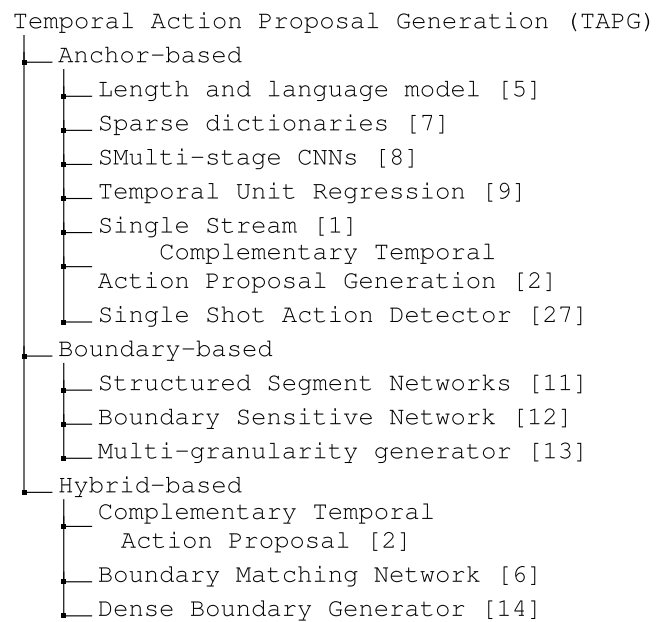 Temporal Action Proposal Generation (TAPG)
Anchor-based
Length and language model [5]
Sparse dictionaries [7]
SMulti-stage CNNs [8]
Temporal Unit Regression [9]
Single Stream [1]
Complementary Temporal
Action Proposal Generation [2]
Single Shot Action Detector [27]
Boundary-based
Structured Segment Networks [11]
Boundary Sensitive Network [12]
Multi-granularity generator [13]
Hybrid-based
Complementary Temporal
Action Proposal [2]
Boundary Matching Network [6]
Dense Boundary Generator [14]